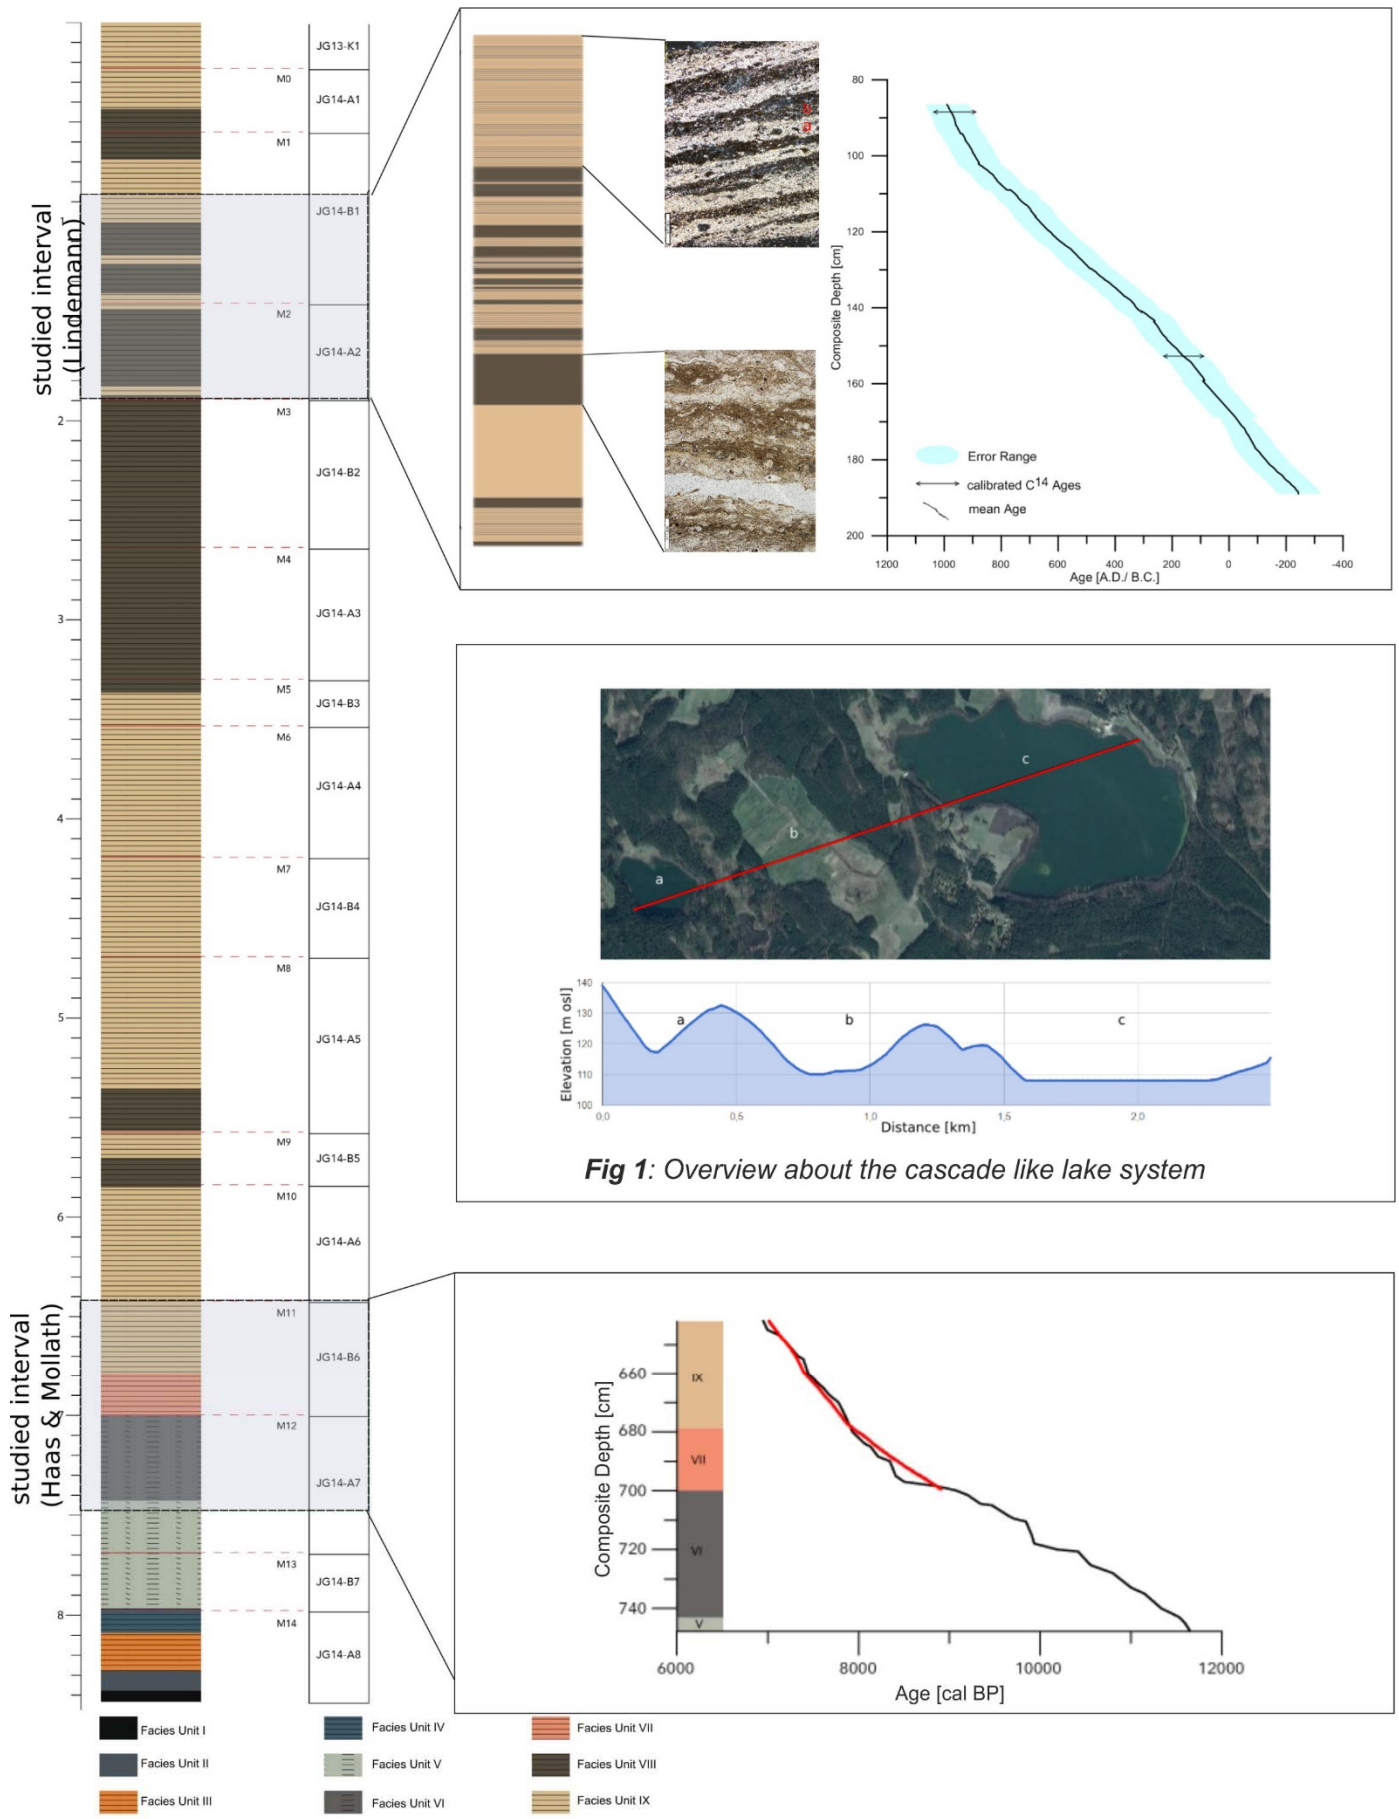 studied interval
(Lindemann)
studied interval
(Haas & Mollath)
2
3
4
5
6
7
8
M0
M1
M2
M3
M4
M5
M6
M7
M8
M9
M10
M11
M12
M13
M14
JG13-K1
JG14-A1
JG14-B1
JG14-A2
JG14-B2
JG14-A3
JG14-B3
JG14-A4
JG14-B4
JG14-A5
JG14-B5
JG14-A6
JG14-B6
JG14-A7
JG14-B7
JG14-A8
Composite Depth [cm]
80
100
120
140
160
180
200
Error Range
calibrated C14 Ages
mean Age
1200 1000 800 600 400 200 0 -200 -400
Age [A.D./ B.C.]
a
b
c
Elevation [m osl]
140
130
120
110
100
a b c
0,0 0,5 1,0 1,5 2,0
Distance [km]
Fig 1: Overview about the cascade like lake system
Composite Depth [cm]
660
680
700
720
740
IX
VII
VI
V
6000 8000 10000 12000
Age [cal BP]
Facies Unit I
Facies Unit II
Facies Unit III
Facies Unit IV
Facies Unit V
Facies Unit VI
Facies Unit VII
Facies Unit VIII
Facies Unit IX